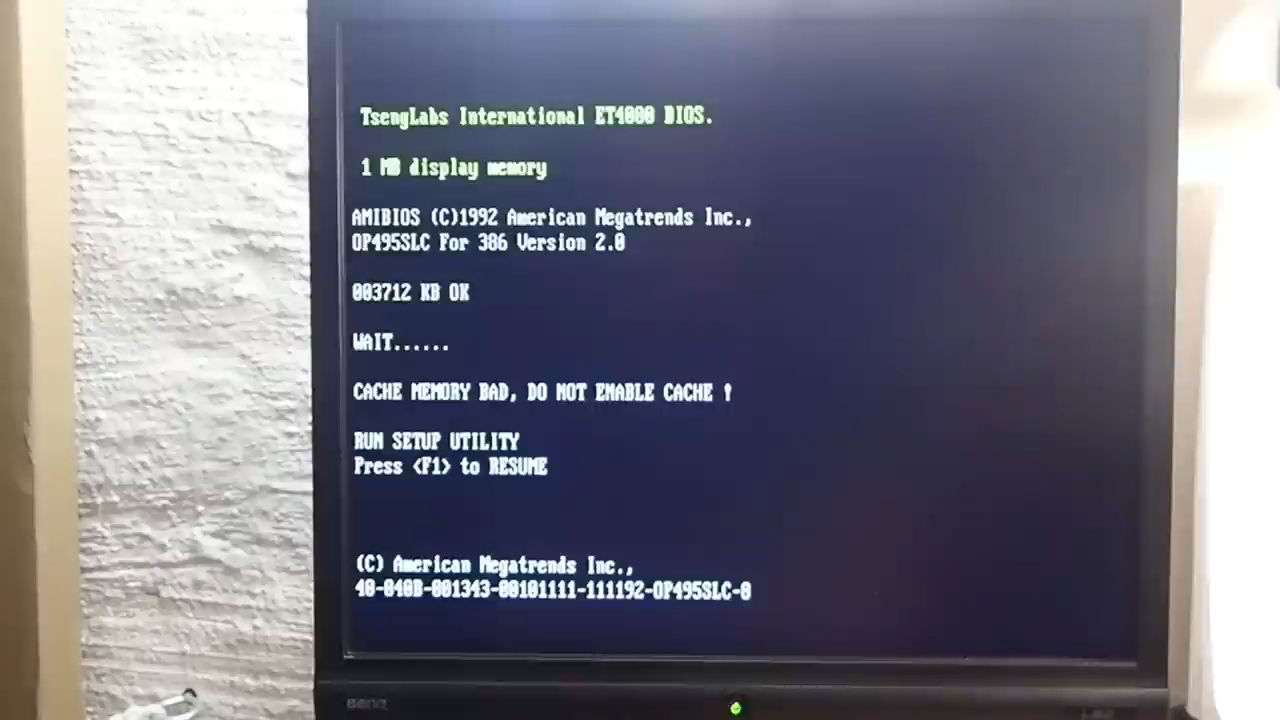 TsengLabs International ET4000 BIOS.
1 MB display memory
AMIBIOS (C)1992 American Megatrends Inc.,
OP495SLC For 386 Version 2.0
003712 KB OK
WAIT......
CACHE MEMORY BAD, DO NOT ENABLE CACHE !
RUN SETUP UTILITY
Press <F1> to RESUME
(C) American Megatrends Inc.,
40-040B-001343-00101111-111192-OP495SLC-0
BenQ